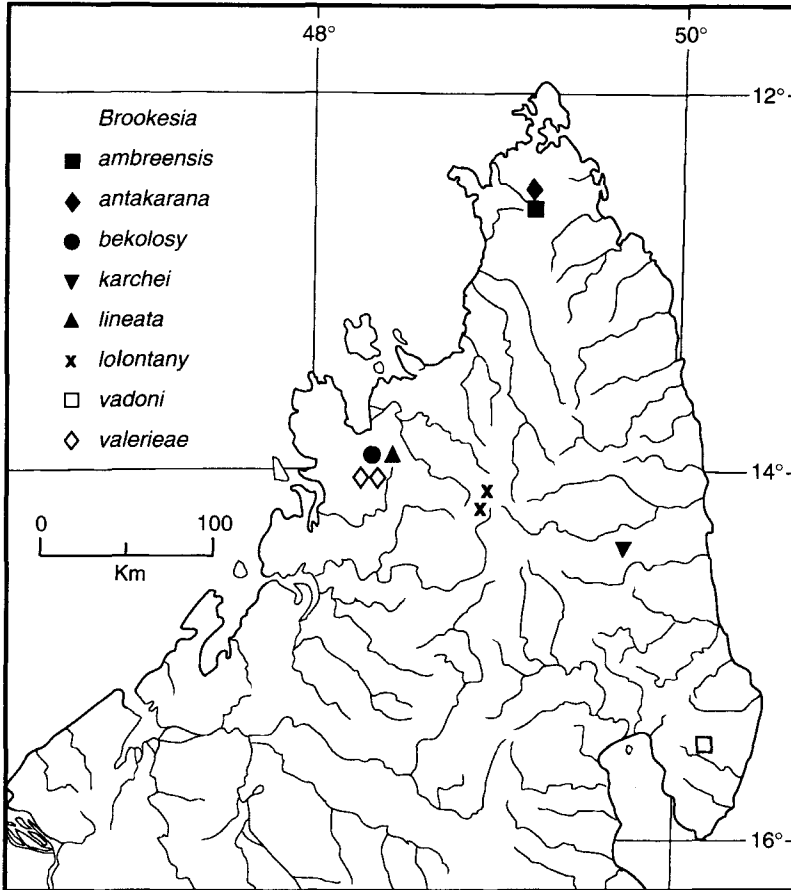 48°
50°
12°
Brookesia
ambreensis
antakarana
bekolosy
karchei
lineata
lolontany
vadoni
valerieae
14°
0 100
Km
16°